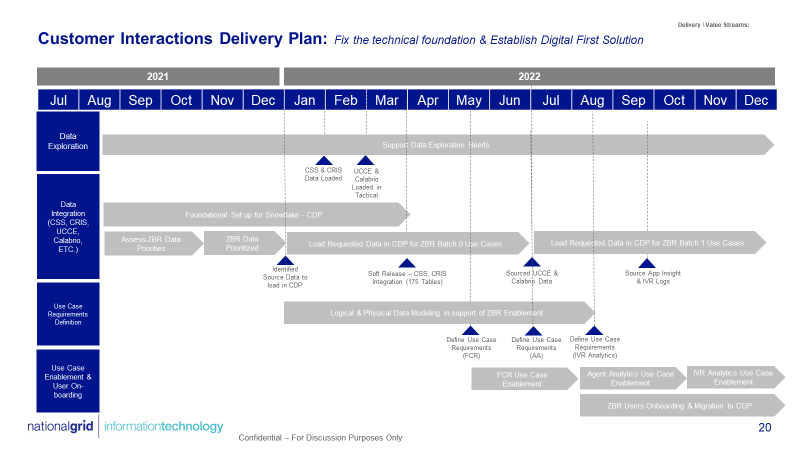 Delivery / Value Streams:
Customer Interactions Delivery Plan: Fix the technical foundation & Establish Digital First Solution
2021
2022
Jul Aug Sep Oct Nov Dec Jan Feb Mar Apr May Jun Jul Aug Sep Oct Nov Dec
Data
Exploration
Support Data Exploration Needs
CSS & CRIS
Data Loaded
UCCE &
Calabrio
Loaded in
Tactical
Data
Integration
(CSS, CRIS,
UCCE,
Calabrio,
ETC.)
Foundational Set up for Snowflake - CDP
Assess ZBR Data
Priorities
ZBR Data
Prioritized
Load Requested Data in CDP for ZBR Batch 0 Use Cases
Load Requested Data in CDP for ZBR Batch 1 Use Cases
Identified
Source Data to
load in CDP
Soft Release – CSS, CRIS
Integration (175 Tables)
Sourced UCCE &
Calabrio Data
Source App Insight
& IVR Logs
Use Case
Requirements
Definition
Logical & Physical Data Modeling in support of ZBR Enablement
Define Use Case
Requirements
(FCR)
Define Use Case
Requirements
(AA)
Define Use Case
Requirements
(IVR Analytics)
Use Case
Enablement &
User On-
boarding
FCR Use Case
Enablement
Agent Analytics Use Case
Enablement
IVR Analytics Use Case
Enablement
ZBR Users Onboarding & Migration to CDP
nationalgrid informationtechnology
Confidential – For Discussion Purposes Only
20